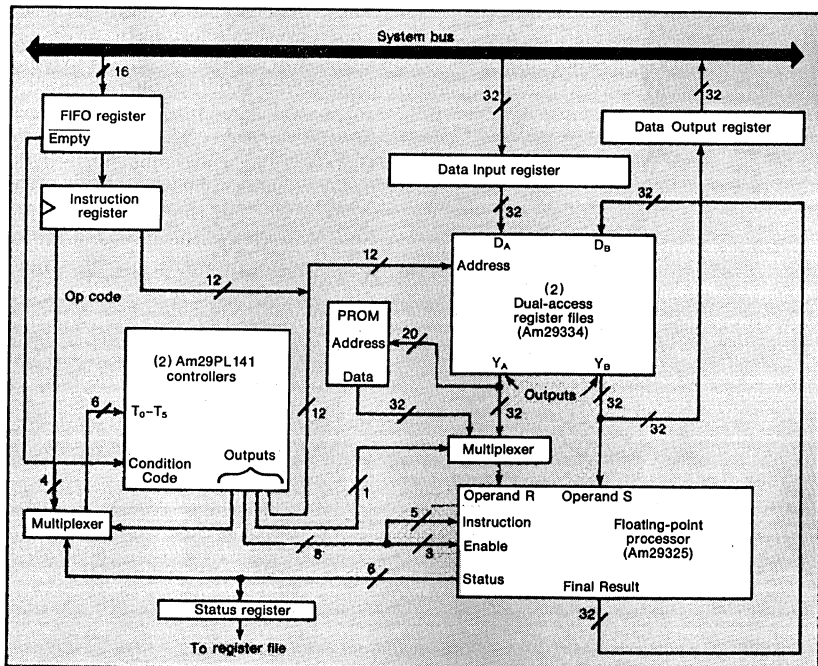 System bus
16
32
32
FIFO register
Empty
Data Output register
Data Input register
32
32
Instruction
register
DA
DB
12
Address
12
Op code
(2)
Dual-access
register files
(Am29334)
PROM
Address
Data
20
(2) Am29PL141
controllers
YA
YB
Outputs
6
T0–T5
12
32
32
32
32
Outputs
Multiplexer
Condition
Code
4
1
Operand R
Operand S
Multiplexer
5
Instruction
Floating-point
processor
(Am29325)
8
3
Enable
6
Status
Final Result
Status register
32
To register file